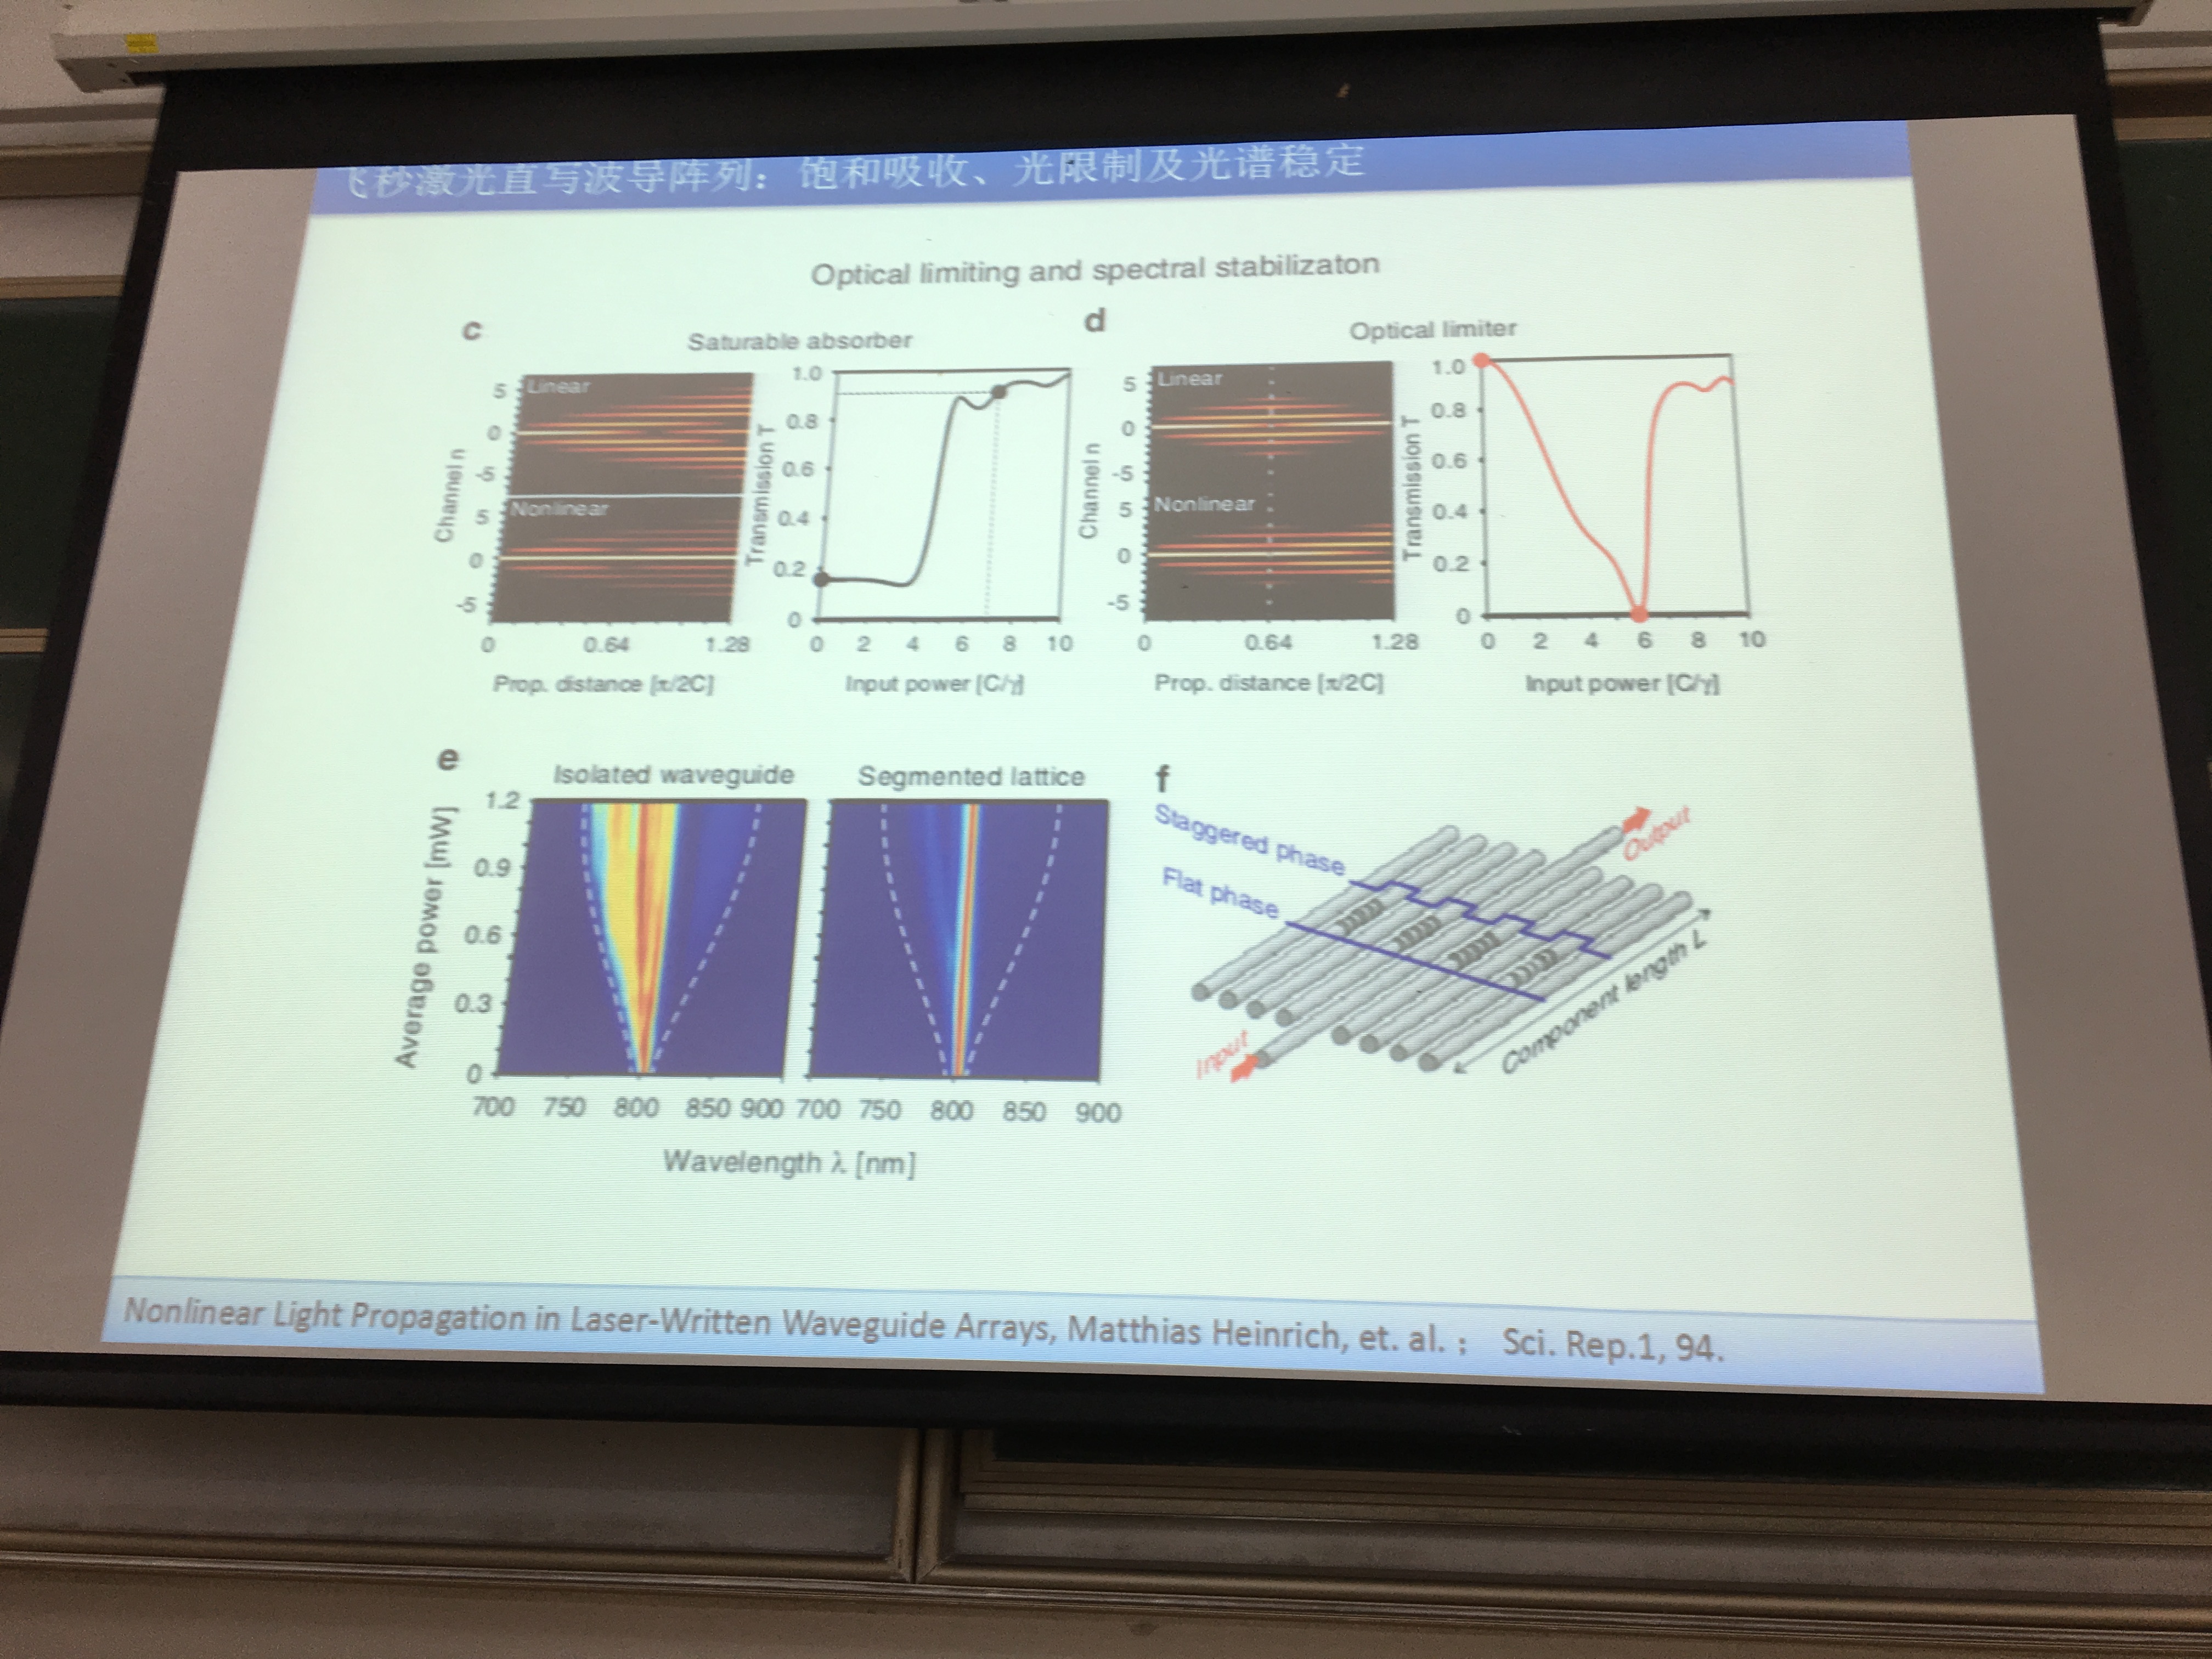 飞秒激光直写波导阵列：饱和吸收、光限制及光谱稳定
Optical limiting and spectral stabilizaton
c
Saturable absorber
Linear
Nonlinear
5
0
-5
5
0
-5
Channel n
0 0.64 1.28
Prop. distance [π/2C]
1.0
0.8
0.6
0.4
0.2
0
Transmission T
0 2 4 6 8 10
Input power [C/γ]
d
Optical limiter
Linear
Nonlinear
5
0
-5
5
0
-5
Channel n
0 0.64 1.28
Prop. distance [π/2C]
1.0
0.8
0.6
0.4
0.2
0
Transmission T
0 2 4 6 8 10
Input power [C/γ]
e
Isolated waveguide
Segmented lattice
1.2
0.9
0.6
0.3
0
Average power [mW]
700 750 800 850 900
700 750 800 850 900
Wavelength λ [nm]
f
Staggered phase
Flat phase
Output
Input
Component length L
Nonlinear Light Propagation in Laser-Written Waveguide Arrays, Matthias Heinrich, et. al. ； Sci. Rep.1, 94.